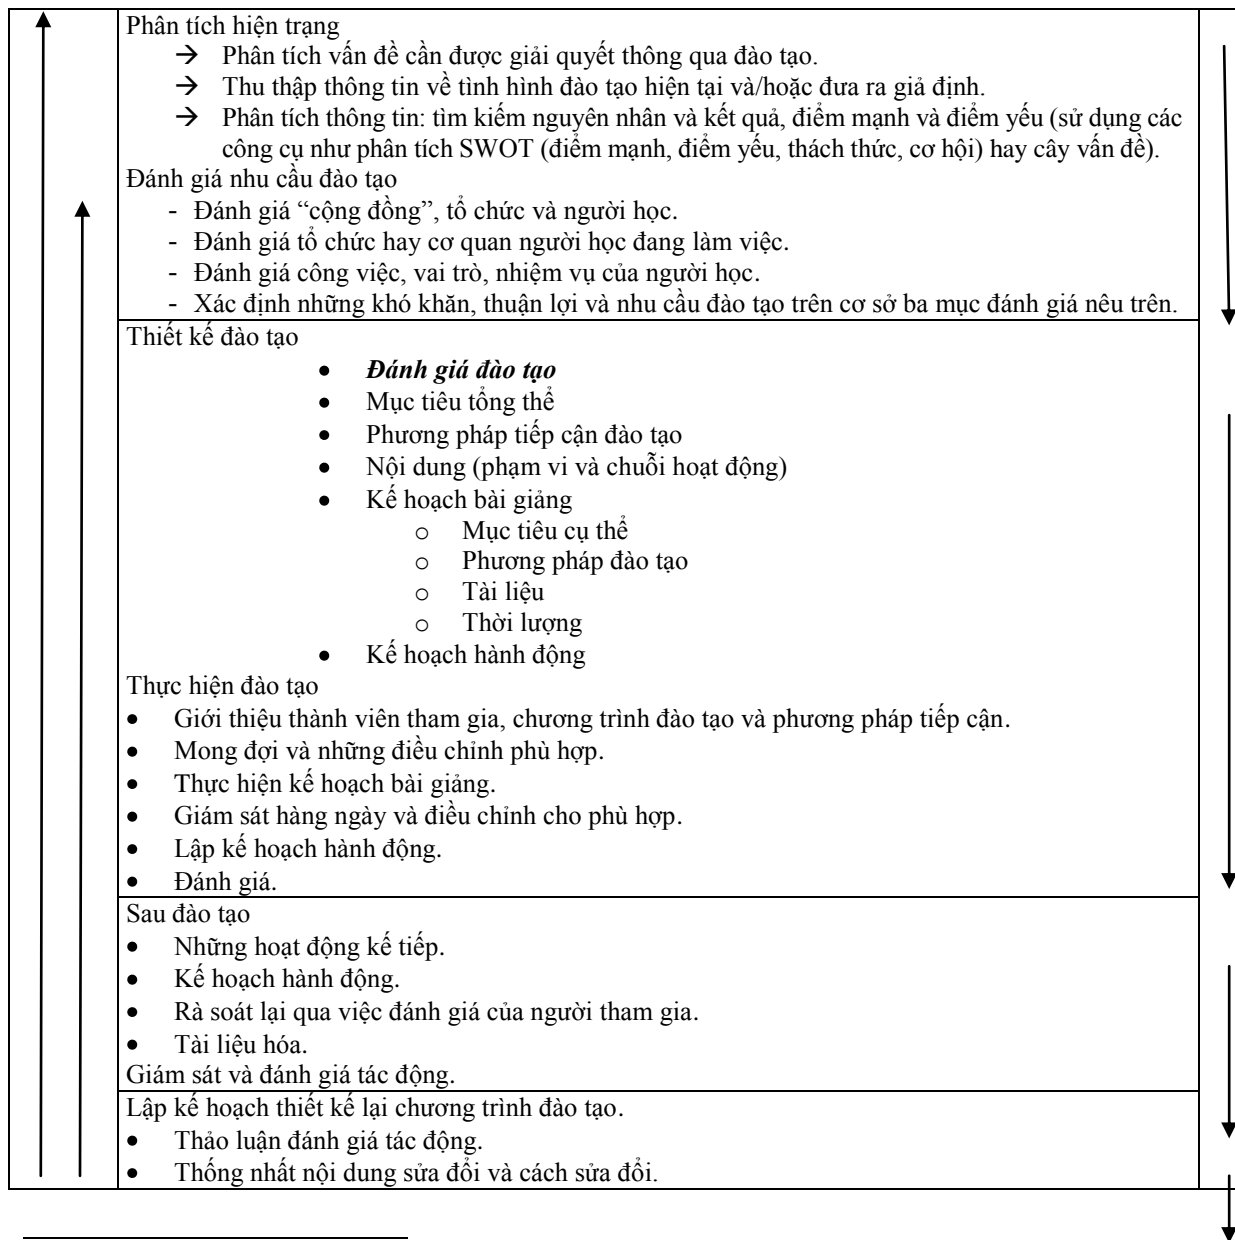 Phân tích hiện trạng
→ Phân tích vấn đề cần được giải quyết thông qua đào tạo.
→ Thu thập thông tin về tình hình đào tạo hiện tại và/hoặc đưa ra giả định.
→ Phân tích thông tin: tìm kiếm nguyên nhân và kết quả, điểm mạnh và điểm yếu (sử dụng các
công cụ như phân tích SWOT (điểm mạnh, điểm yếu, thách thức, cơ hội) hay cây vấn đề).
Đánh giá nhu cầu đào tạo
- Đánh giá “cộng đồng”, tổ chức và người học.
- Đánh giá tổ chức hay cơ quan người học đang làm việc.
- Đánh giá công việc, vai trò, nhiệm vụ của người học.
- Xác định những khó khăn, thuận lợi và nhu cầu đào tạo trên cơ sở ba mục đánh giá nêu trên.
Thiết kế đào tạo
• Đánh giá đào tạo
• Mục tiêu tổng thể
• Phương pháp tiếp cận đào tạo
• Nội dung (phạm vi và chuỗi hoạt động)
• Kế hoạch bài giảng
o Mục tiêu cụ thể
o Phương pháp đào tạo
o Tài liệu
o Thời lượng
• Kế hoạch hành động
Thực hiện đào tạo
• Giới thiệu thành viên tham gia, chương trình đào tạo và phương pháp tiếp cận.
• Mong đợi và những điều chỉnh phù hợp.
• Thực hiện kế hoạch bài giảng.
• Giám sát hàng ngày và điều chỉnh cho phù hợp.
• Lập kế hoạch hành động.
• Đánh giá.
Sau đào tạo
• Những hoạt động kế tiếp.
• Kế hoạch hành động.
• Rà soát lại qua việc đánh giá của người tham gia.
• Tài liệu hóa.
Giám sát và đánh giá tác động.
Lập kế hoạch thiết kế lại chương trình đào tạo.
• Thảo luận đánh giá tác động.
• Thống nhất nội dung sửa đổi và cách sửa đổi.